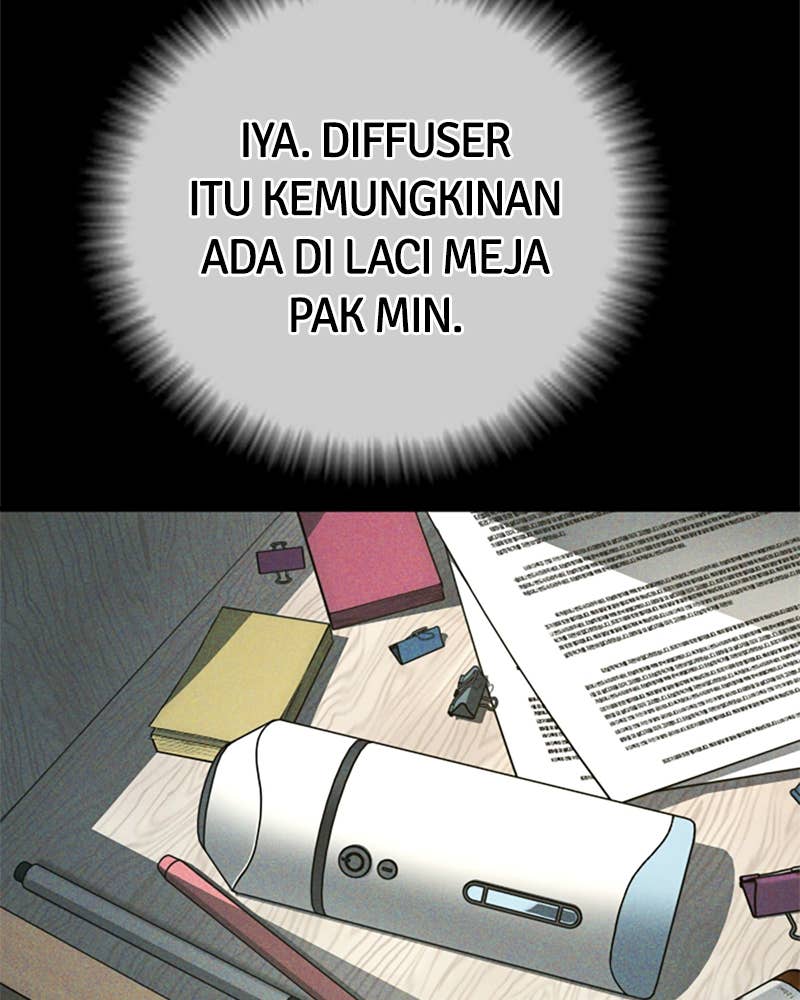 IYA. DIFFUSER
ITU KEMUNGKINAN
ADA DI LACI MEJA
PAK MIN.